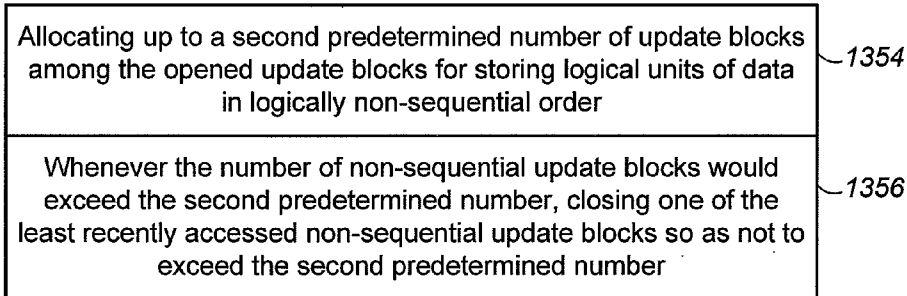 Allocating up to a second predetermined number of update blocks
among the opened update blocks for storing logical units of data
in logically non-sequential order
1354
Whenever the number of non-sequential update blocks would
exceed the second predetermined number, closing one of the
least recently accessed non-sequential update blocks so as not to
exceed the second predetermined number
1356